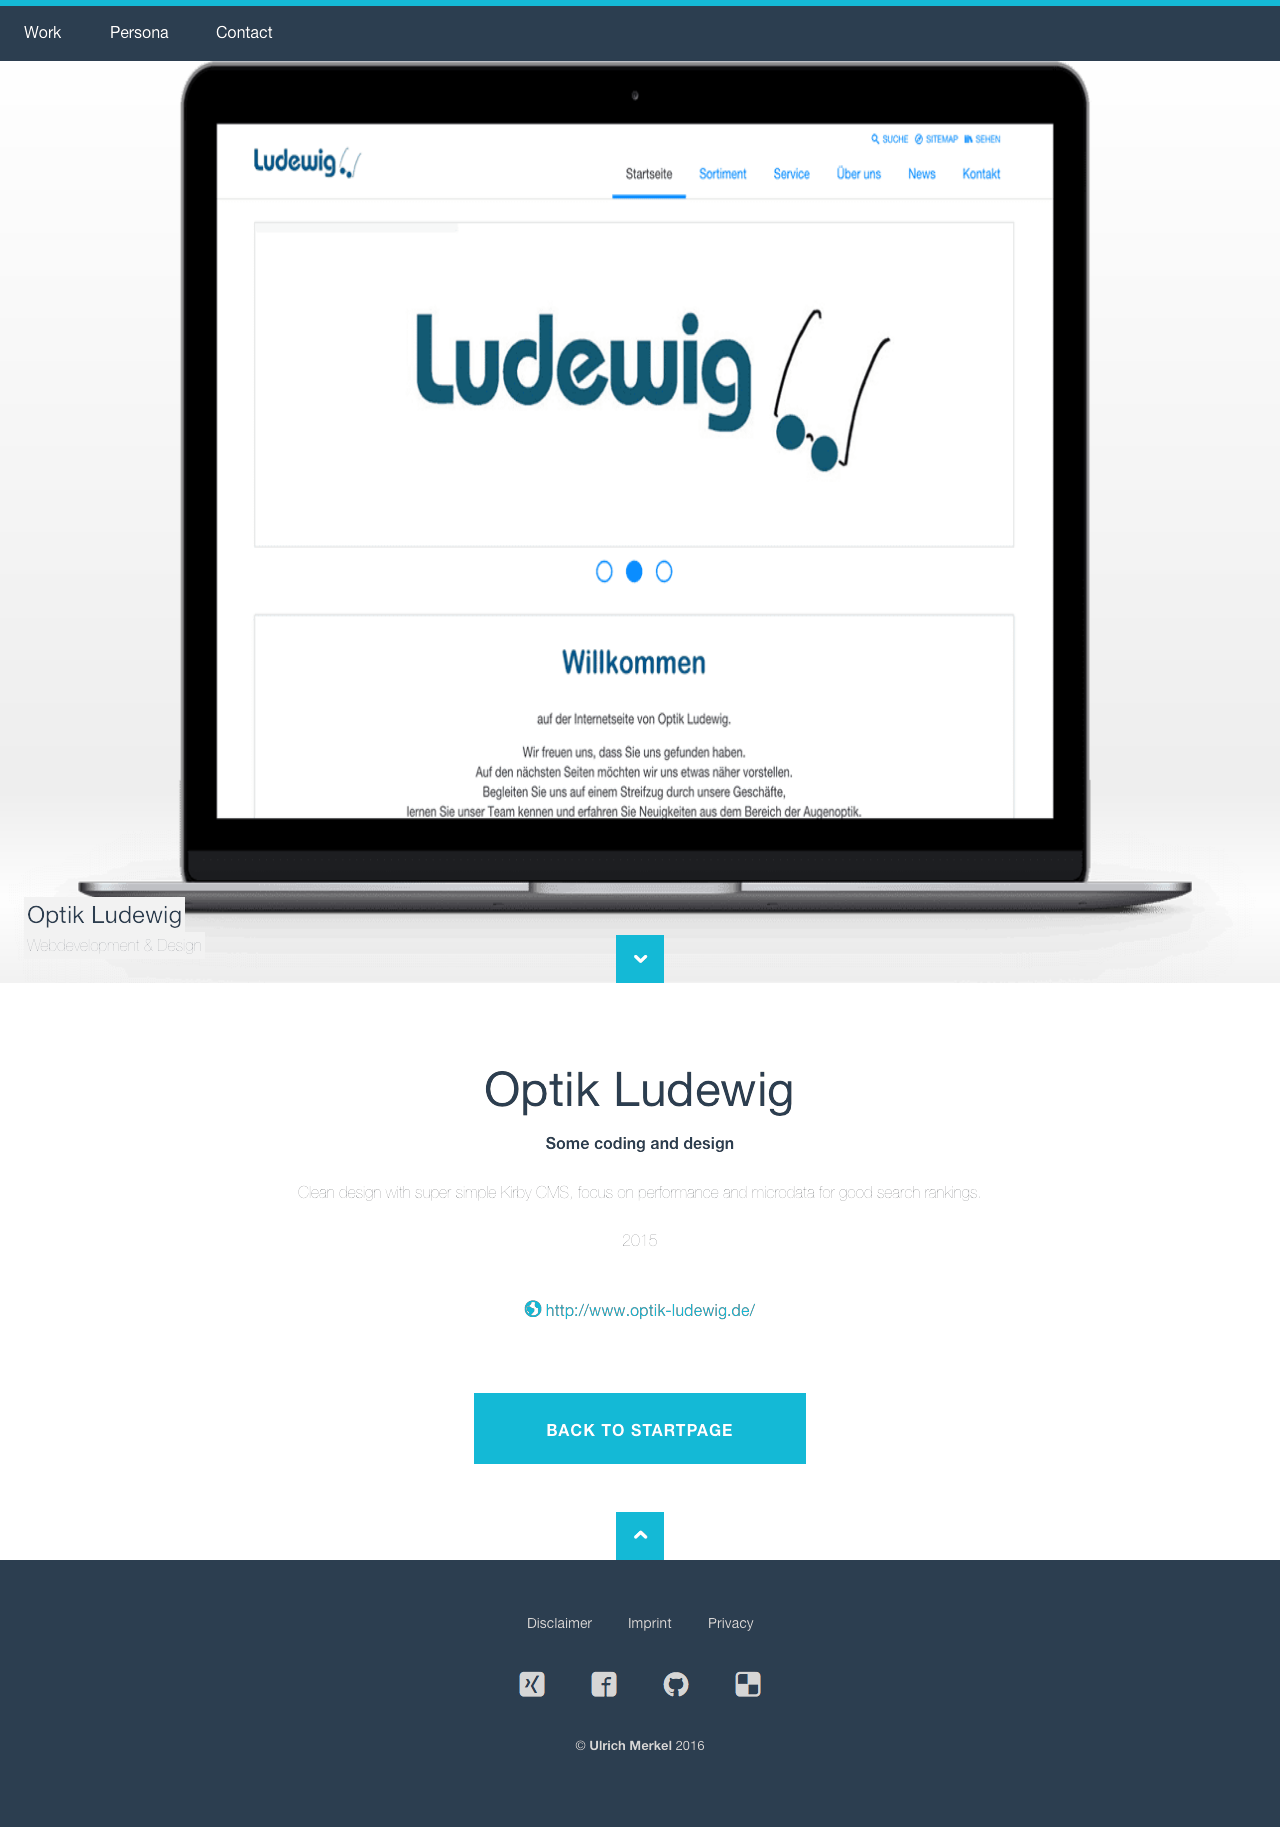 Work Persona Contact
SUCHE SITEMAP SEHEN
Ludewig
Startseite Sortiment Service Über uns News Kontakt
Ludewig
Willkommen
auf der Internetseite von Optik Ludewig.
Wir freuen uns, dass Sie uns gefunden haben.
Auf den nächsten Seiten möchten wir uns etwas näher vorstellen.
Begleiten Sie uns auf einem Streifzug durch unsere Geschäfte,
lernen Sie unser Team kennen und erfahren Sie Neuigkeiten aus dem Bereich der Augenoptik.
Optik Ludewig
Webdevelopment & Design
Optik Ludewig
Some coding and design
Clean design with super simple Kirby CMS, focus on performance and microdata for good search rankings.
2015
http://www.optik-ludewig.de/
BACK TO STARTPAGE
Disclaimer Imprint Privacy
© Ulrich Merkel 2016